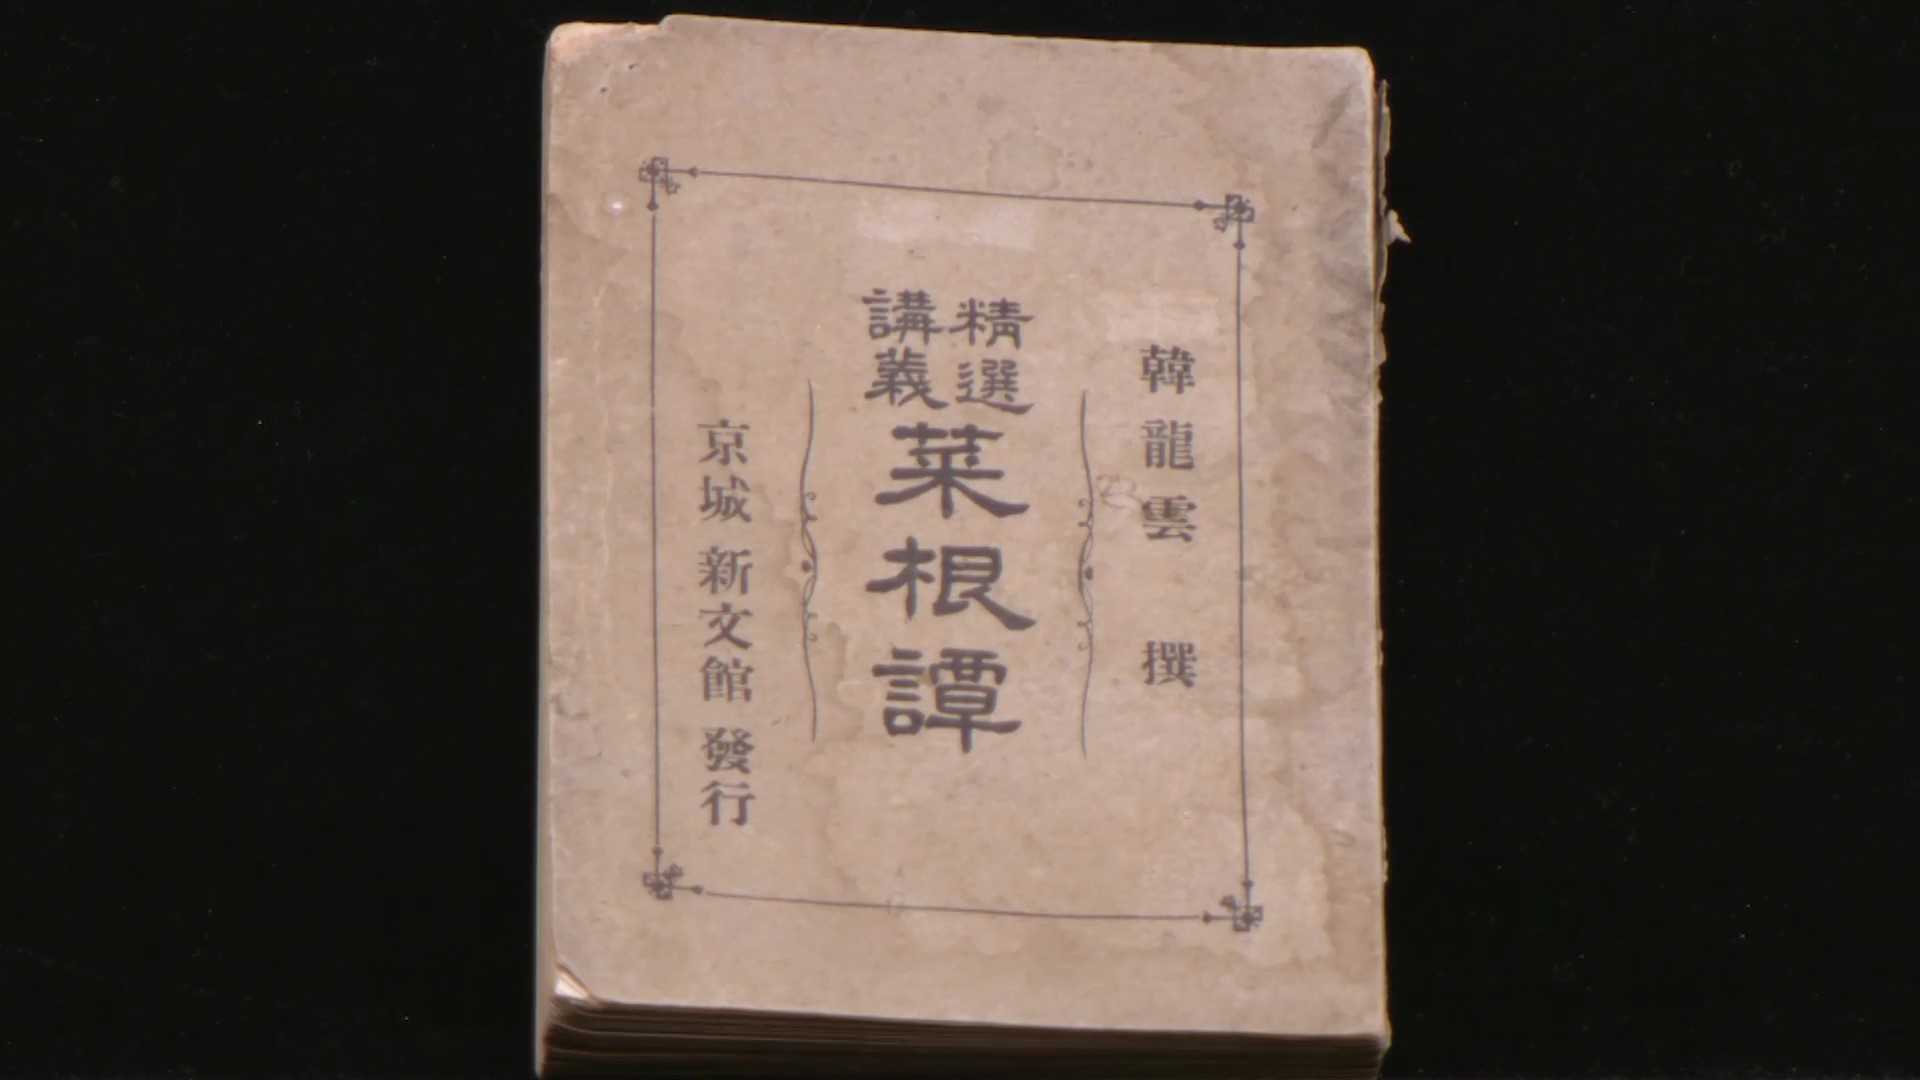 韓龍雲 撰
精選
講義
菜根譚
京城 新文館 發行